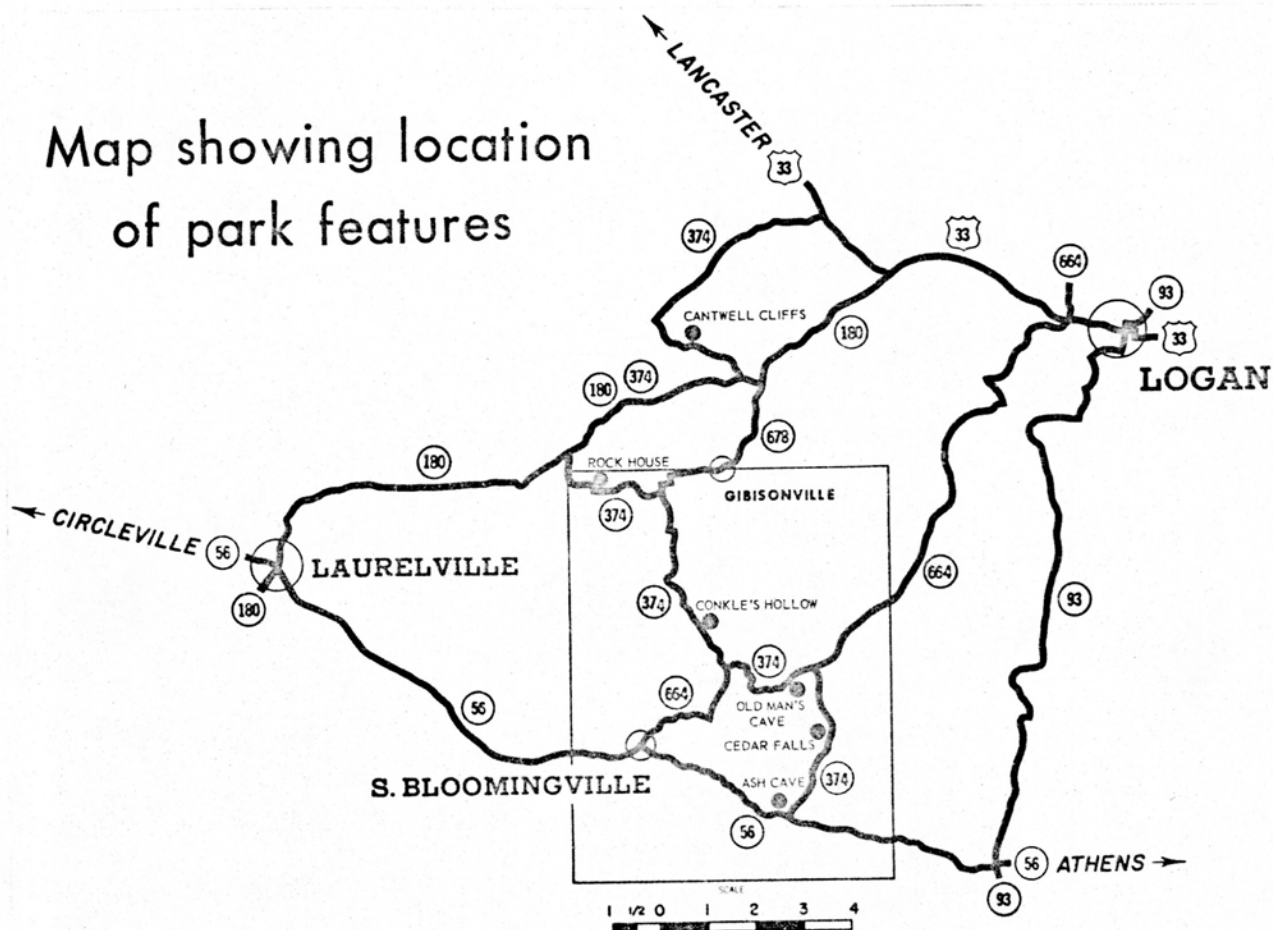 Map showing location
of park features
LANCASTER
33
374
33
664
93
33
LOGAN
CANTWELL CLIFFS
180
374
180
678
180
ROCK HOUSE
GIBISONVILLE
374
CIRCLEVILLE
56
LAURELVILLE
180
664
93
374
CONKLE'S HOLLOW
374
664
OLD MAN'S
CAVE
56
CEDAR FALLS
S. BLOOMINGVILLE
ASH CAVE
374
56
56
ATHENS
93
SCALE
1 1/2 0 1 2 3 4